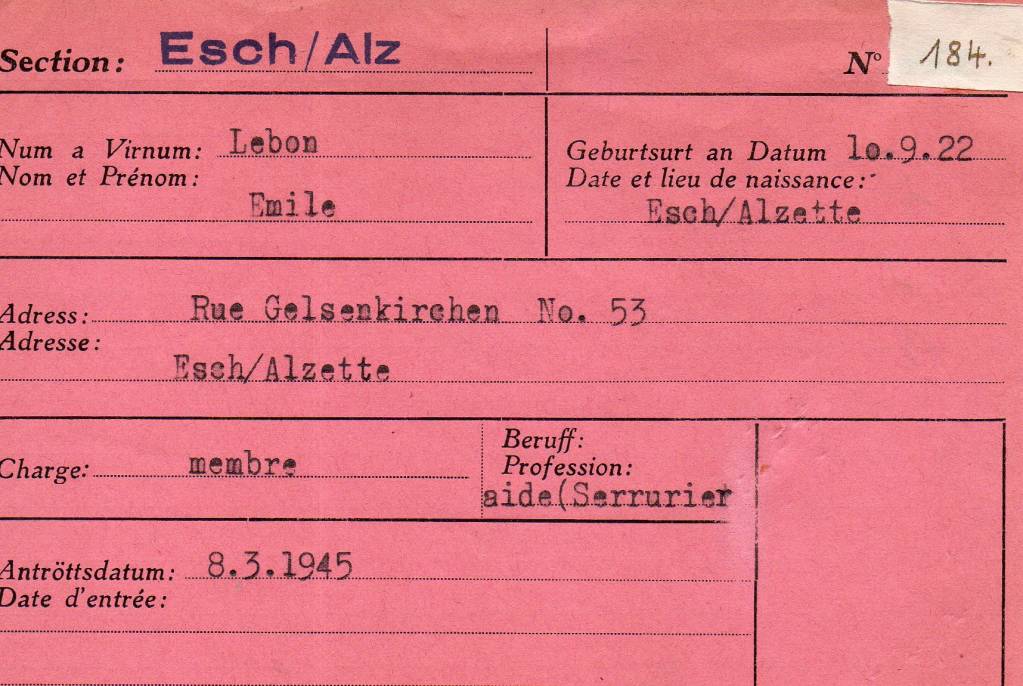 Section: Esch/Alz
N° 184.
Num a Virnum: Lebon
Nom et Prénom:
Emile
Geburtsurt an Datum lo.9.22
Date et lieu de naissance:
Esch/Alzette
Adress: Rue Gelsenkirchen No. 53
Adresse:
Esch/Alzette
Charge: membre
Beruff:
Profession:
aide(Serrurier
Antröttsdatum: 8.3.1945
Date d'entrée: